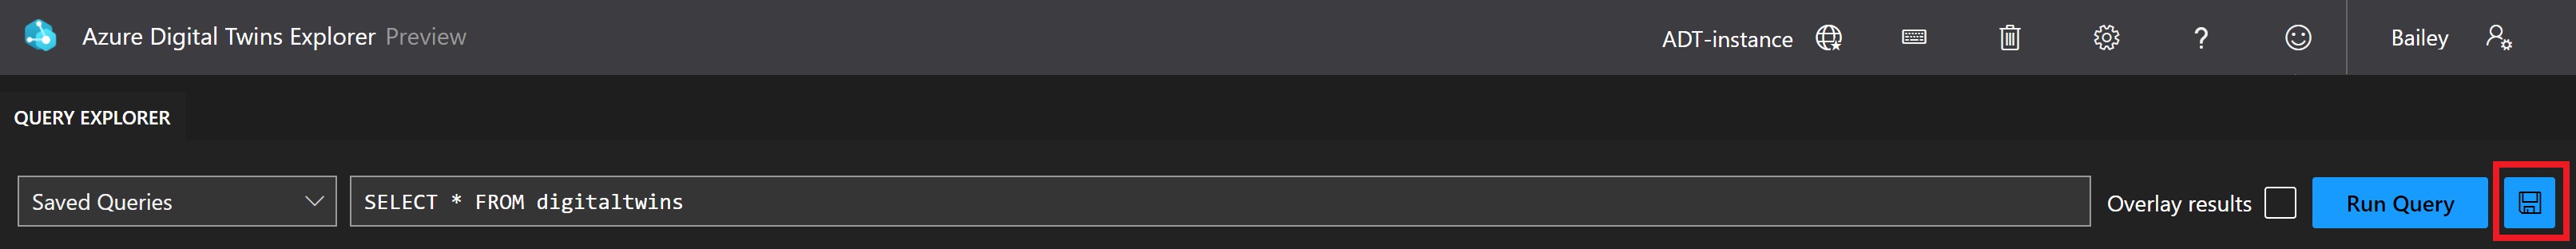 Azure Digital Twins Explorer Preview
ADT-instance
?
Bailey
QUERY EXPLORER
Saved Queries
SELECT * FROM digitaltwins
Overlay results
Run Query